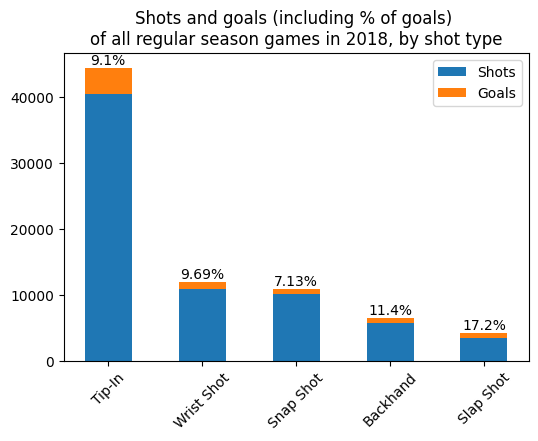 Shots and goals (including % of goals)
of all regular season games in 2018, by shot type
9.1%
Shots
Goals
40000
30000
20000
9.69%
7.13%
11.4%
17.2%
10000
0
Tip-In
Wrist Shot
Snap Shot
Backhand
Slap Shot